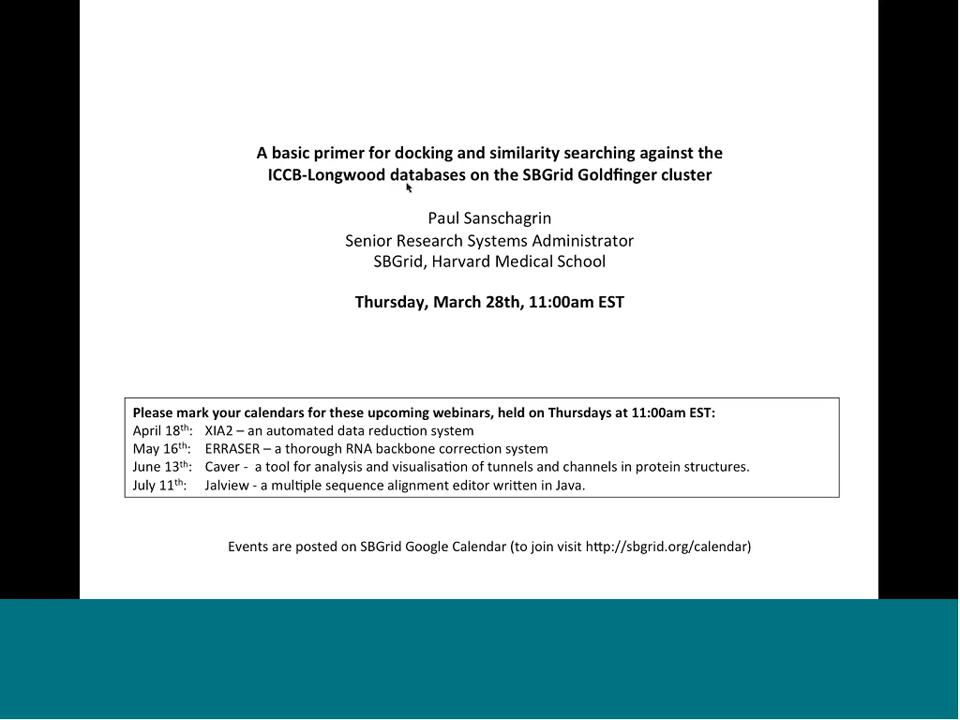 A basic primer for docking and similarity searching against the
ICCB-Longwood databases on the SBGrid Goldfinger cluster
Paul Sanschagrin
Senior Research Systems Administrator
SBGrid, Harvard Medical School
Thursday, March 28th, 11:00am EST
Please mark your calendars for these upcoming webinars, held on Thursdays at 11:00am EST:
April 18th: XIA2 – an automated data reduction system
May 16th: ERRASER – a thorough RNA backbone correction system
June 13th: Caver - a tool for analysis and visualisation of tunnels and channels in protein structures.
July 11th: Jalview - a multiple sequence alignment editor written in Java.
Events are posted on SBGrid Google Calendar (to join visit http://sbgrid.org/calendar)